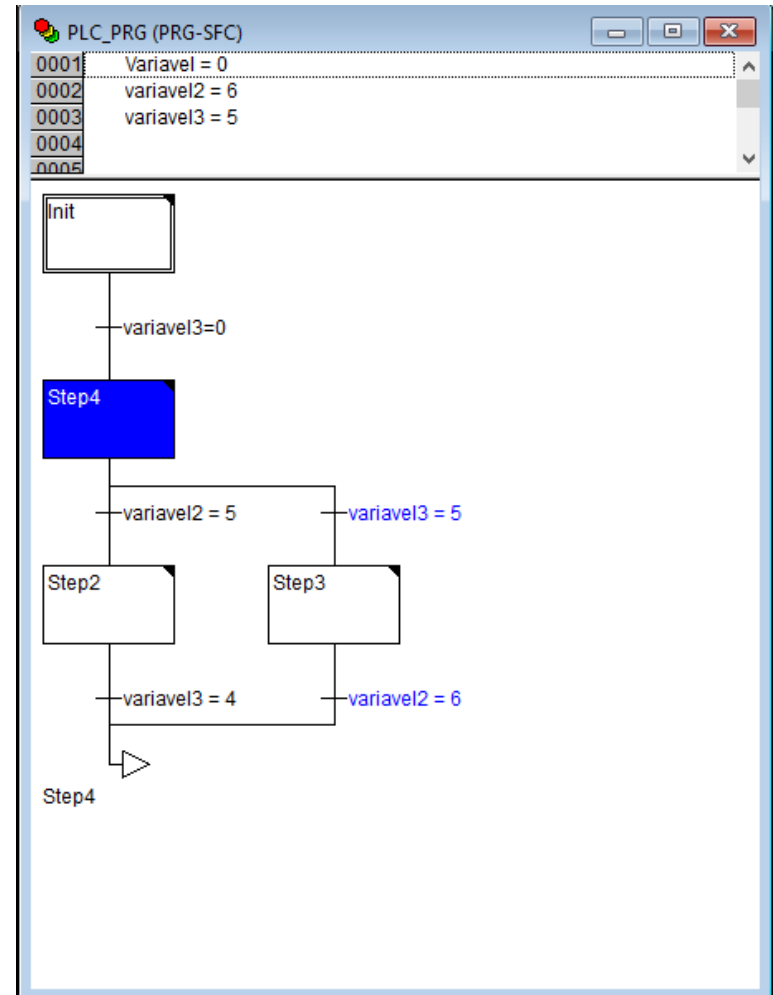 PLC_PRG (PRG-SFC)
0001 Variavel = 0
0002 variavel2 = 6
0003 variavel3 = 5
0004
0005
Init
variavel3=0
Step4
variavel2 = 5 variavel3 = 5
Step2 Step3
variavel3 = 4 variavel2 = 6
Step4